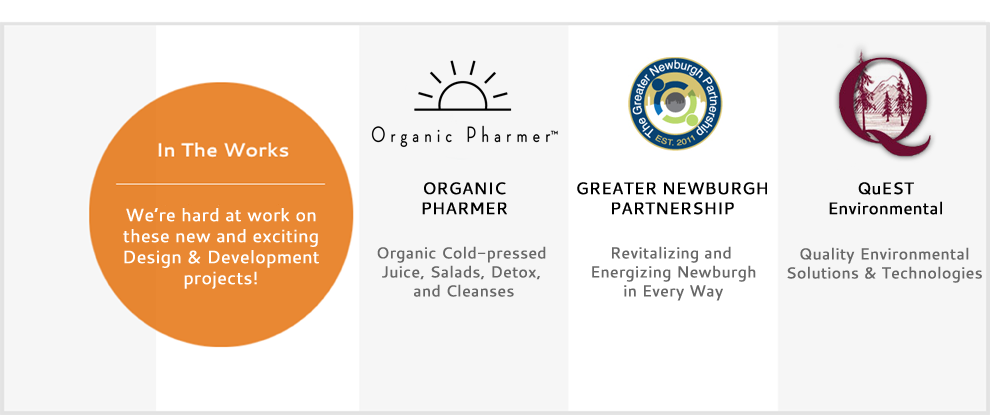 In The Works
We're hard at work on
these new and exciting
Design & Development
projects!
Organic Pharmer™
ORGANIC
PHARMER
Organic Cold-pressed
Juice, Salads, Detox,
and Cleanses
The Greater Newburgh Partnership
EST. 2011
GREATER NEWBURGH
PARTNERSHIP
Revitalizing and
Energizing Newburgh
in Every Way
Q
QuEST
Environmental
Quality Environmental
Solutions & Technologies